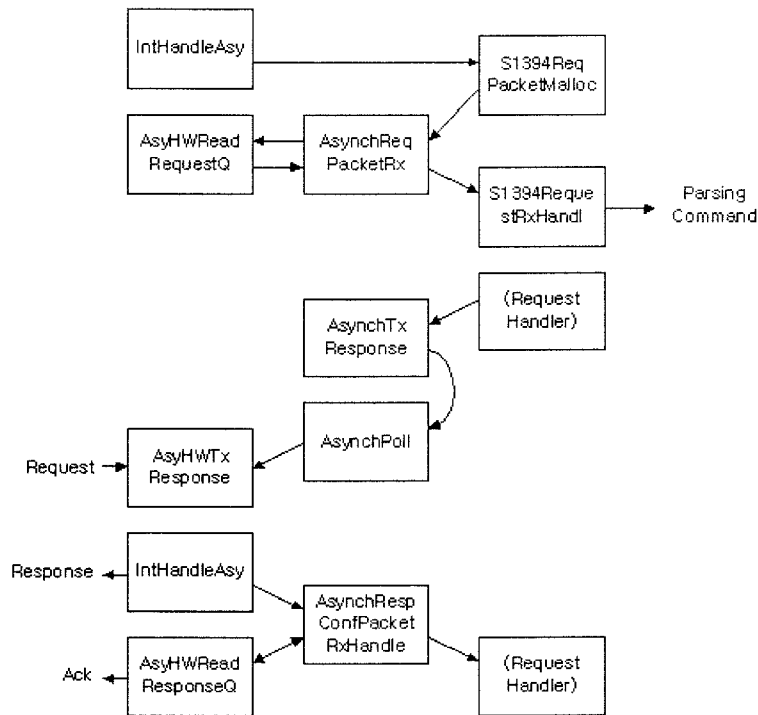 IntHandleAsy
S1394Req
PacketMalloc
AsyHWRead
RequestQ
AsynchReq
PacketRx
S1394Reque
stRxHandl
Parsing
Command
(Request
Handler)
AsynchTx
Response
AsynchPoll
Request
AsyHWTx
Response
Response
IntHandleAsy
AsynchResp
ConfPacket
RxHandle
Ack
AsyHWRead
ResponseQ
(Request
Handler)